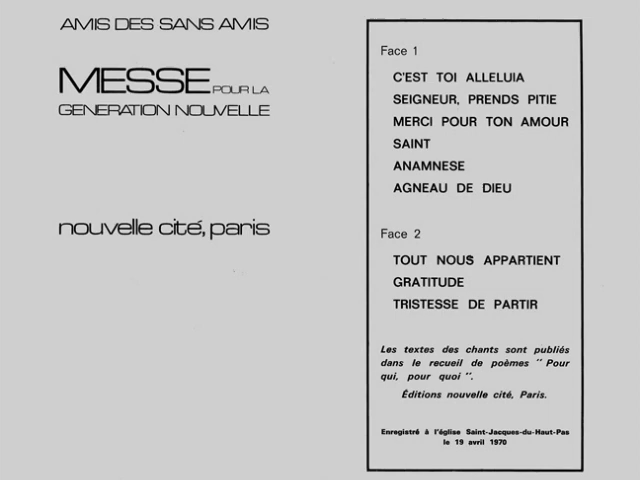 AMIS DES SANS AMIS
MESSE POUR LA
GENERATION NOUVELLE
nouvelle cité, paris
Face 1
C'EST TOI ALLELUIA
SEIGNEUR, PRENDS PITIE
MERCI POUR TON AMOUR
SAINT
ANAMNESE
AGNEAU DE DIEU
Face 2
TOUT NOUS APPARTIENT
GRATITUDE
TRISTESSE DE PARTIR
Les textes des chants sont publiés
dans le recueil de poèmes " Pour
qui, pour quoi ".
Éditions nouvelle cité, Paris.
Enregistré à l'église Saint-Jacques-du-Haut-Pas
le 19 avril 1970